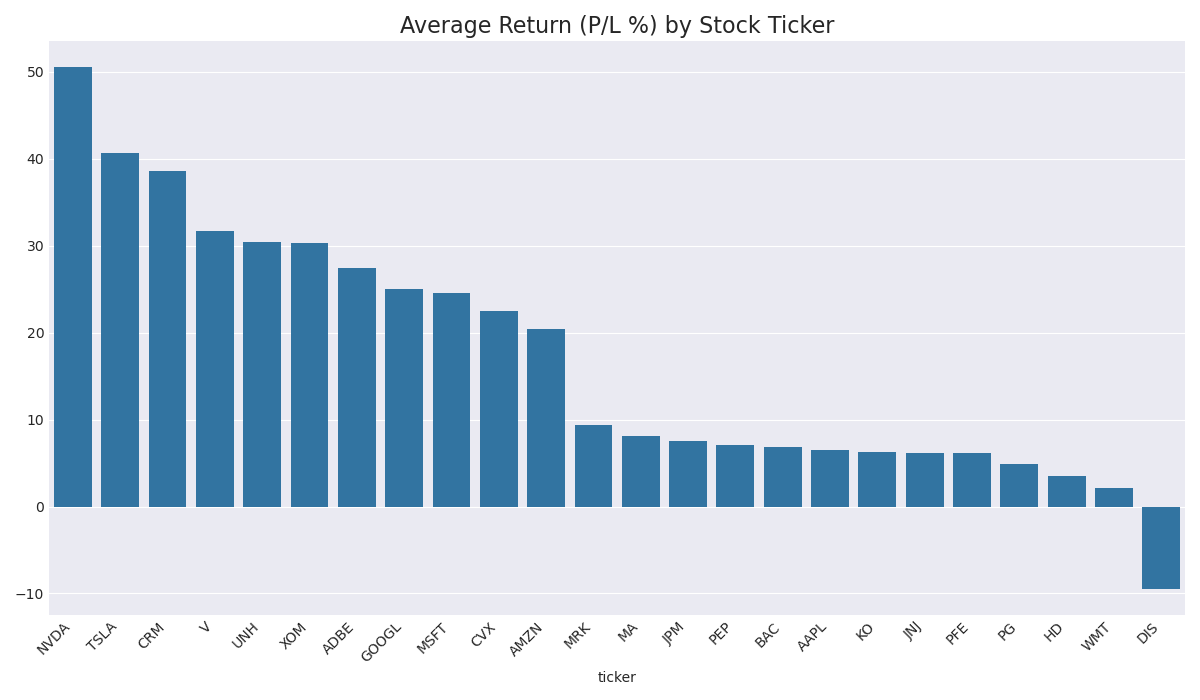 Average Return (P/L %) by Stock Ticker
50
40
30
20
10
0
−10
NVDA
TSLA
CRM
V
UNH
XOM
ADBE
GOOGL
MSFT
CVX
AMZN
MRK
MA
JPM
PEP
BAC
AAPL
KO
JNJ
PFE
PG
HD
WMT
DIS
ticker